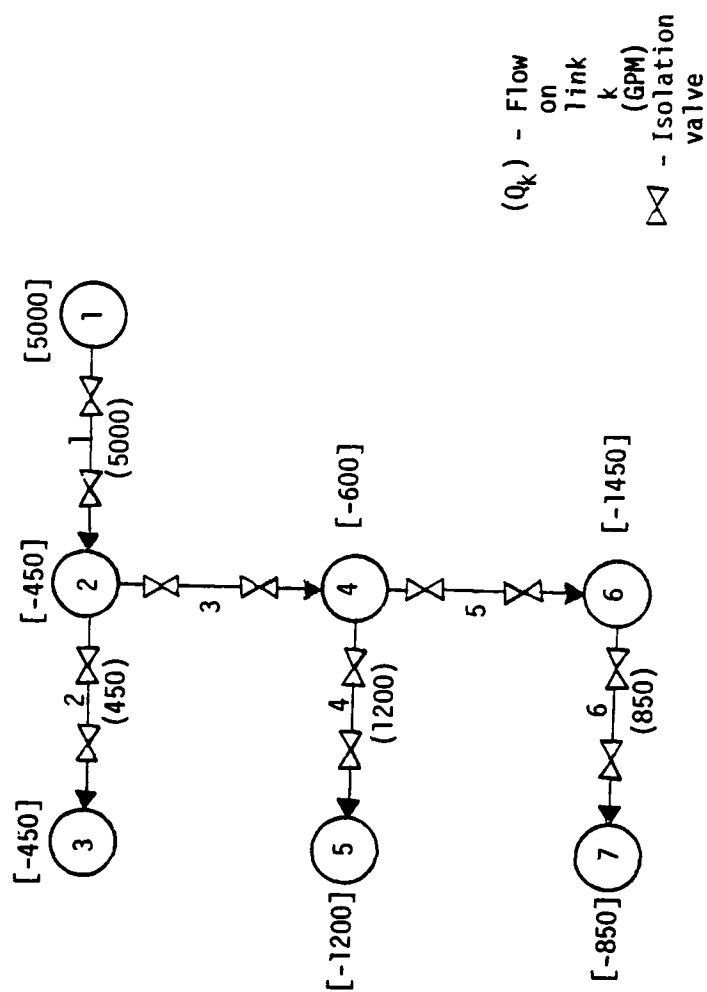 [-450] [-450] [5000]
3 2 2 1 1
(450) (5000)
3
[-1200] 5 4 4 [-600]
(1200)
5
[-850] 7 6 6 [-1450]
(850)
(Qk) - Flow
on
link
k
(GPM)
- Isolation
valve